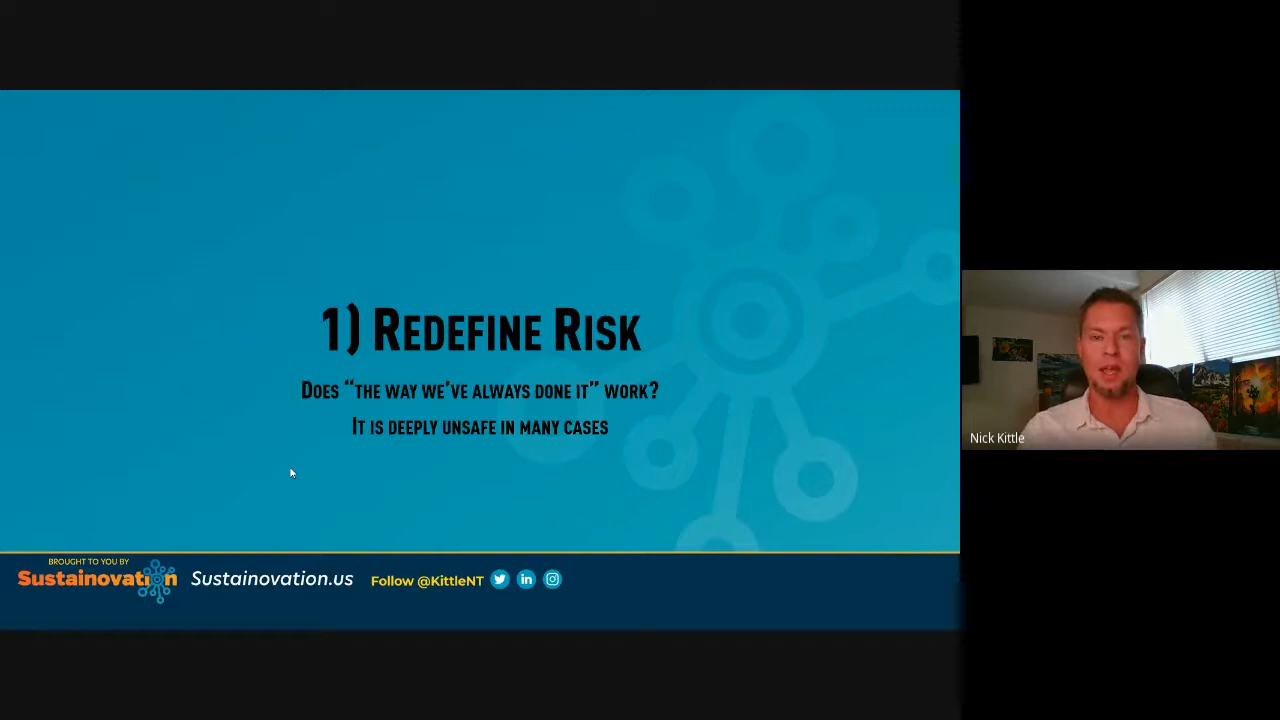 1) Redefine Risk
Does “the way we’ve always done it” work?
It is deeply unsafe in many cases
Nick Kittle
BROUGHT TO YOU BY
Sustainovation
Sustainovation.us
Follow @KittleNT